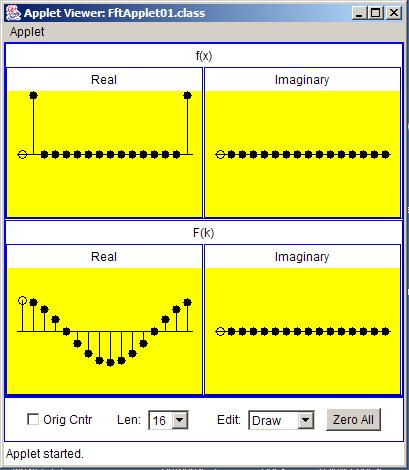 Applet Viewer: FftApplet01.class
Applet
f(x)
Real Imaginary
F(k)
Real Imaginary
Orig Cntr Len: 16 Edit: Draw Zero All
Applet started.